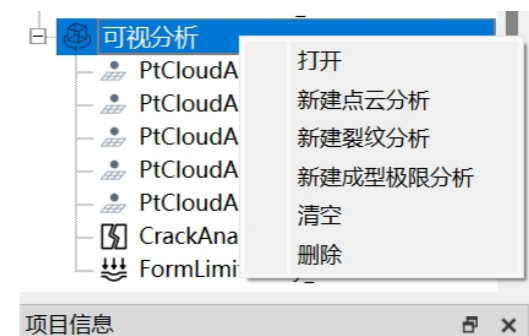 可视分析
打开
PtCloudA
新建点云分析
PtCloudA
新建裂纹分析
PtCloudA
新建成型极限分析
PtCloudA
清空
PtCloudA
CrackAna
删除
FormLimi
项目信息